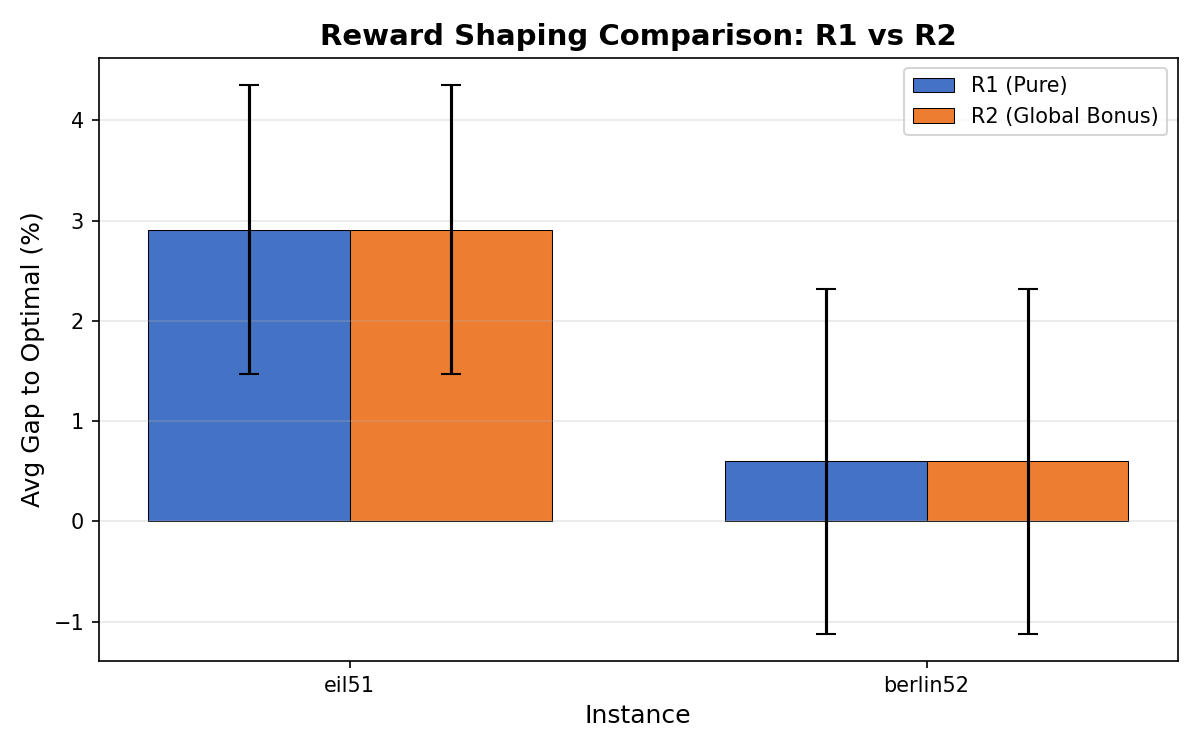 Reward Shaping Comparison: R1 vs R2
R1 (Pure)
R2 (Global Bonus)
Avg Gap to Optimal (%)
4
3
2
1
0
−1
eil51
berlin52
Instance